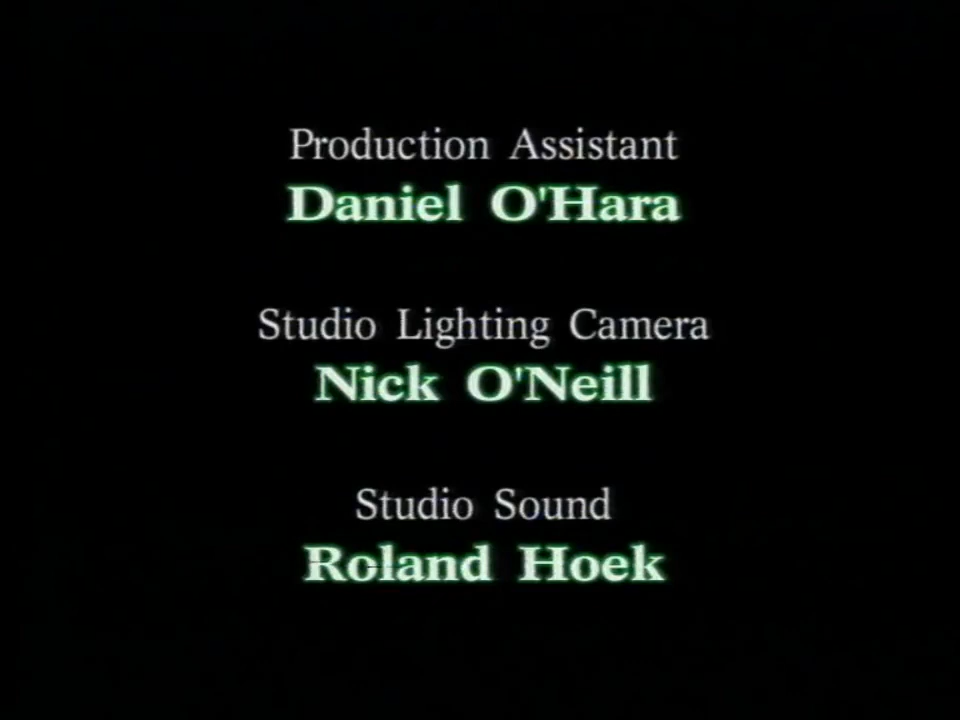 Production Assistant
Daniel O'Hara
Studio Lighting Camera
Nick O'Neill
Studio Sound
Roland Hoek